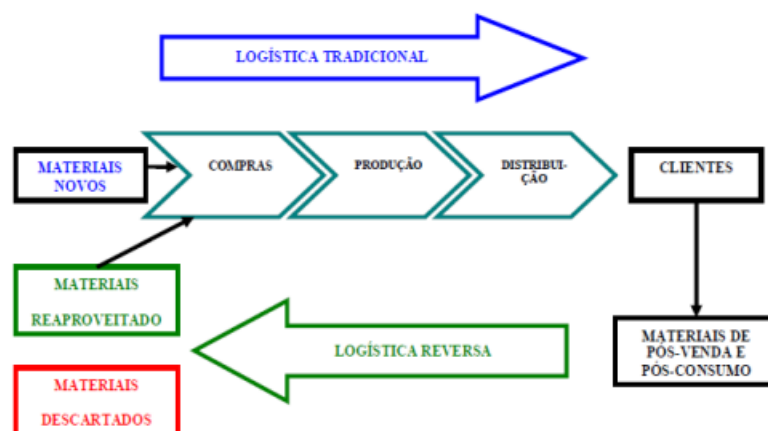 LOGÍSTICA TRADICIONAL
MATERIAIS
NOVOS
COMPRAS
PRODUÇÃO
DISTRIBUI-
ÇÃO
CLIENTES
MATERIAIS
REAPROVEITADO
LOGÍSTICA REVERSA
MATERIAIS DE
PÓS-VENDA E
PÓS-CONSUMO
MATERIAIS
DESCARTADOS